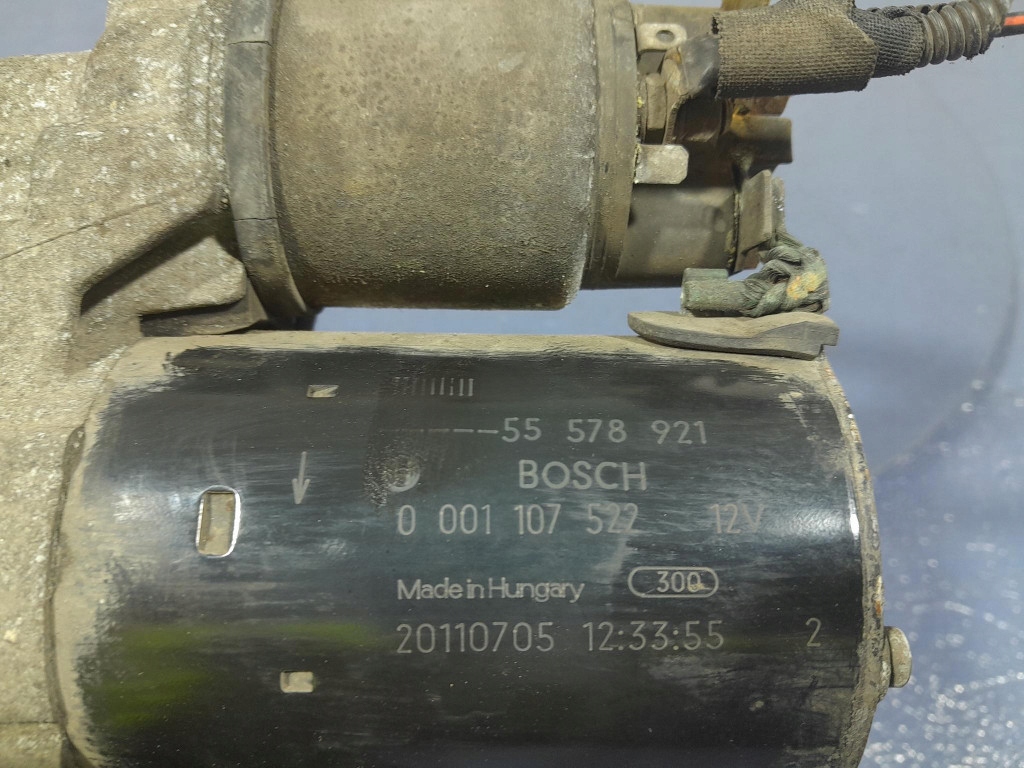 -----55 578 921
BOSCH
0 001 107 522 12V
Made in Hungary 300
20110705 12:33:55 2